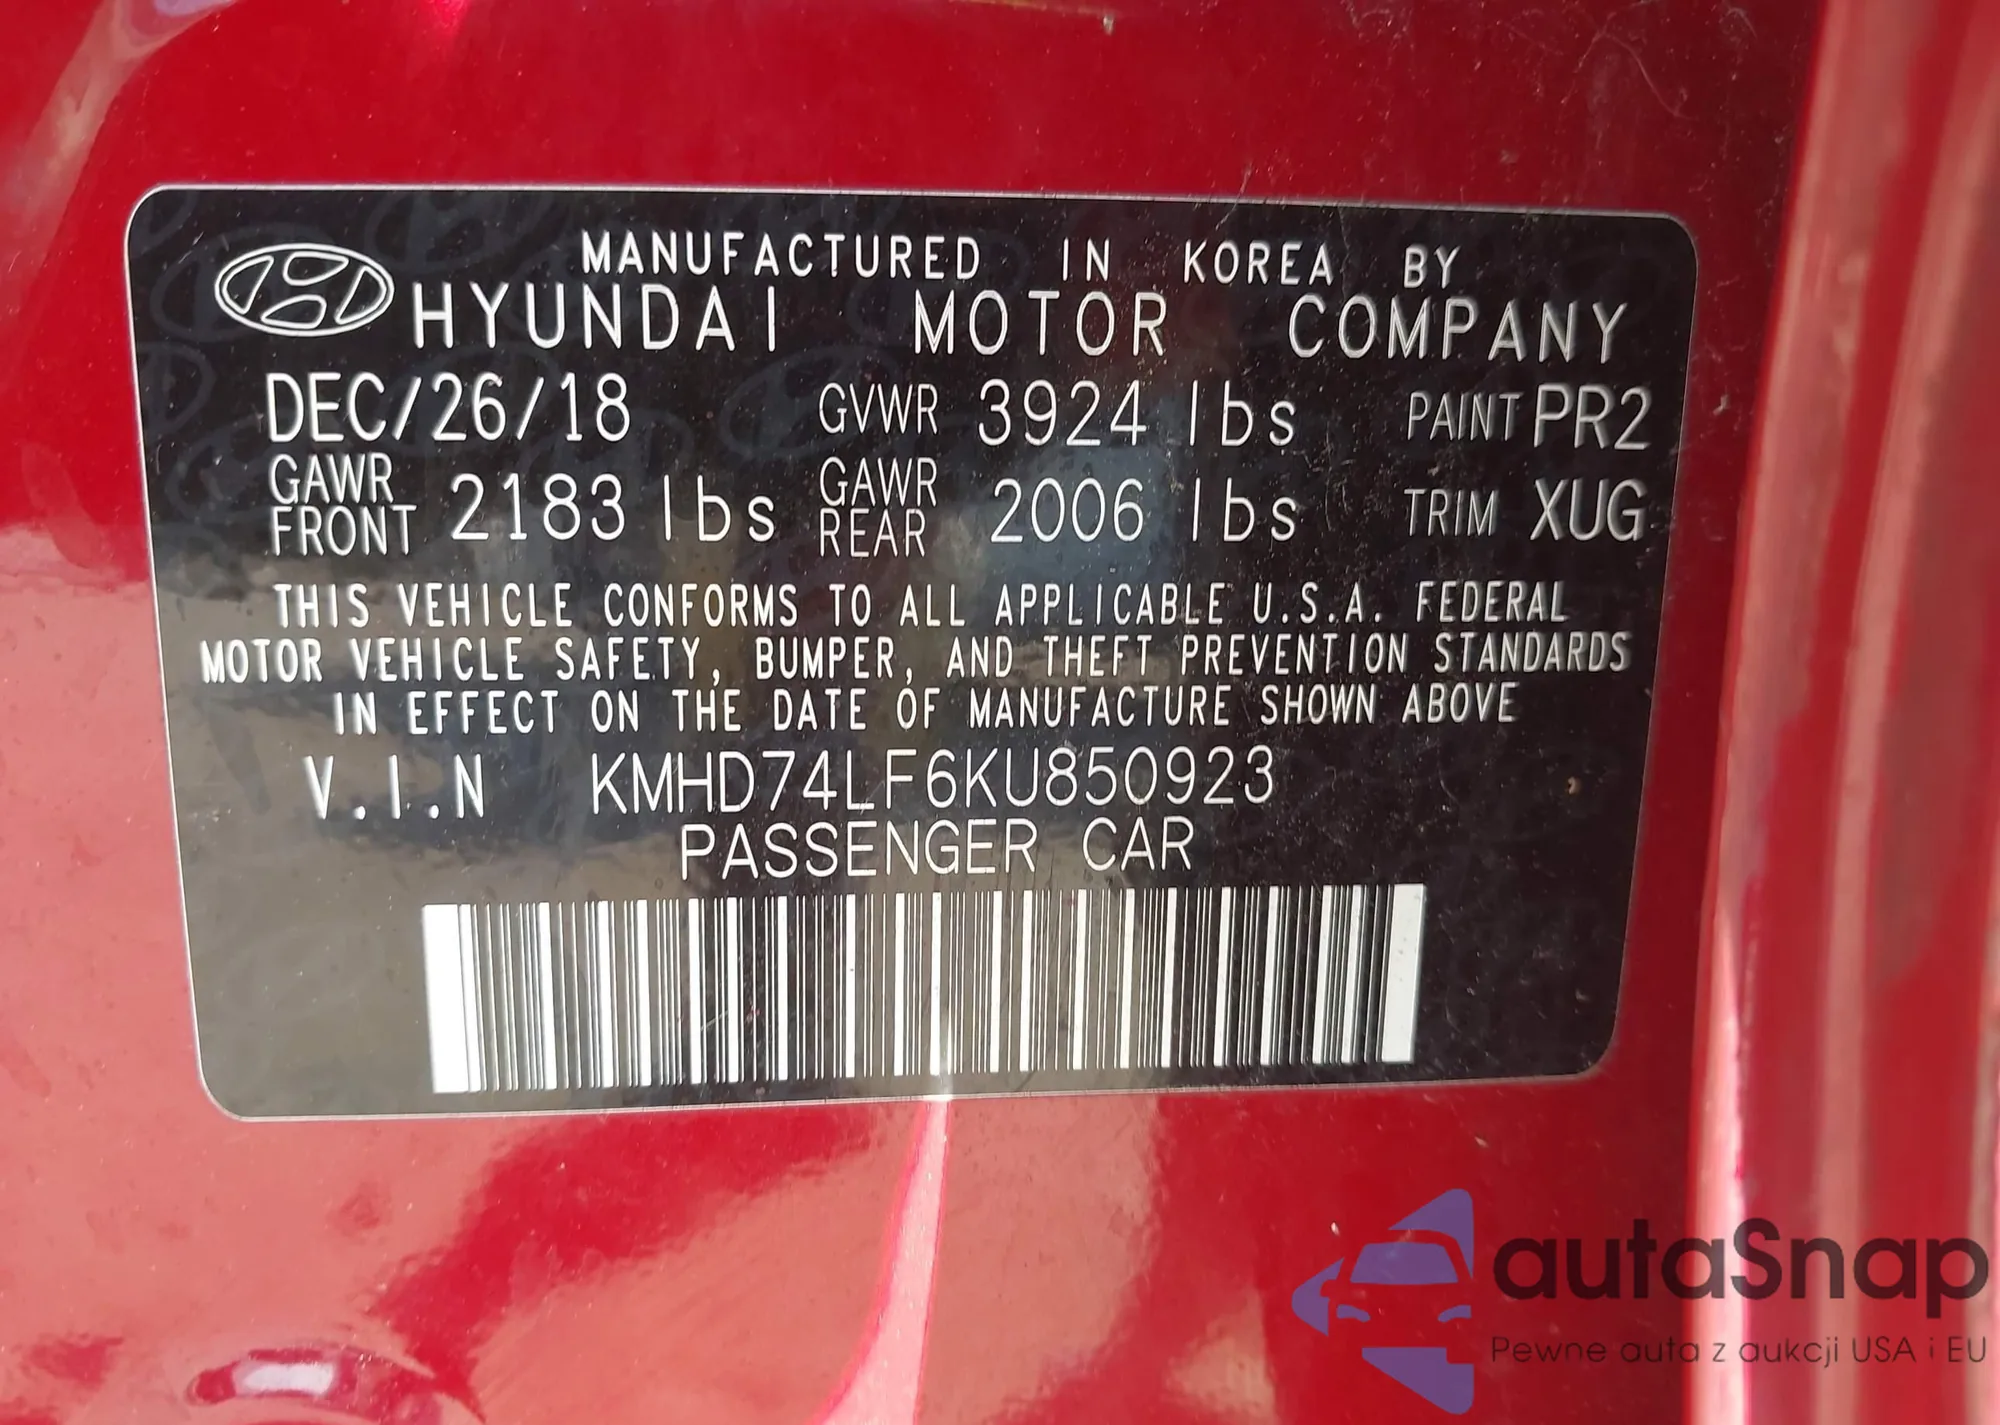 MANUFACTURED IN KOREA BY
HYUNDAI MOTOR COMPANY
DEC/26/18 GVWR 3924 lbs PAINT PR2
GAWR FRONT 2183 lbs GAWR REAR 2006 lbs TRIM XUG
THIS VEHICLE CONFORMS TO ALL APPLICABLE U.S.A. FEDERAL
MOTOR VEHICLE SAFETY, BUMPER, AND THEFT PREVENTION STANDARDS
IN EFFECT ON THE DATE OF MANUFACTURE SHOWN ABOVE
V.I.N KMHD74LF6KU850923
PASSENGER CAR
autaSnap
Pewne auta z aukcji USA i EU